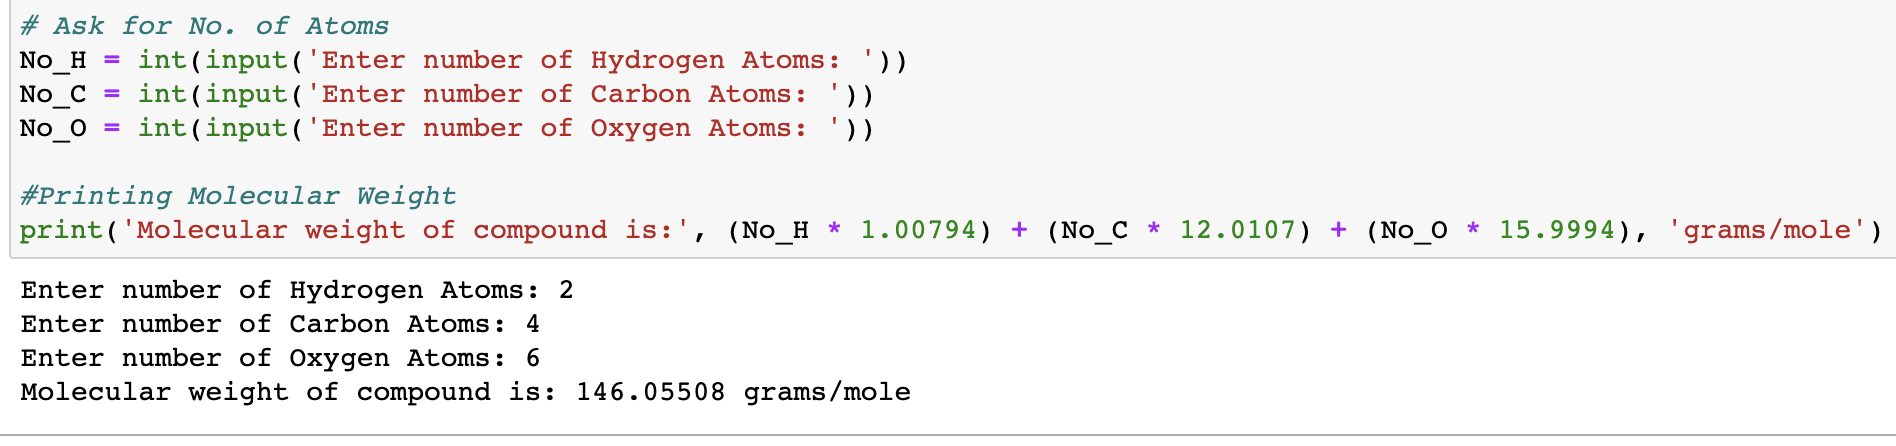 # Ask for No. of Atoms
No_H = int(input('Enter number of Hydrogen Atoms: '))
No_C = int(input('Enter number of Carbon Atoms: '))
No_O = int(input('Enter number of Oxygen Atoms: '))
#Printing Molecular Weight
print('Molecular weight of compound is:', (No_H * 1.00794) + (No_C * 12.0107) + (No_O * 15.9994), 'grams/mole')
Enter number of Hydrogen Atoms: 2
Enter number of Carbon Atoms: 4
Enter number of Oxygen Atoms: 6
Molecular weight of compound is: 146.05508 grams/mole